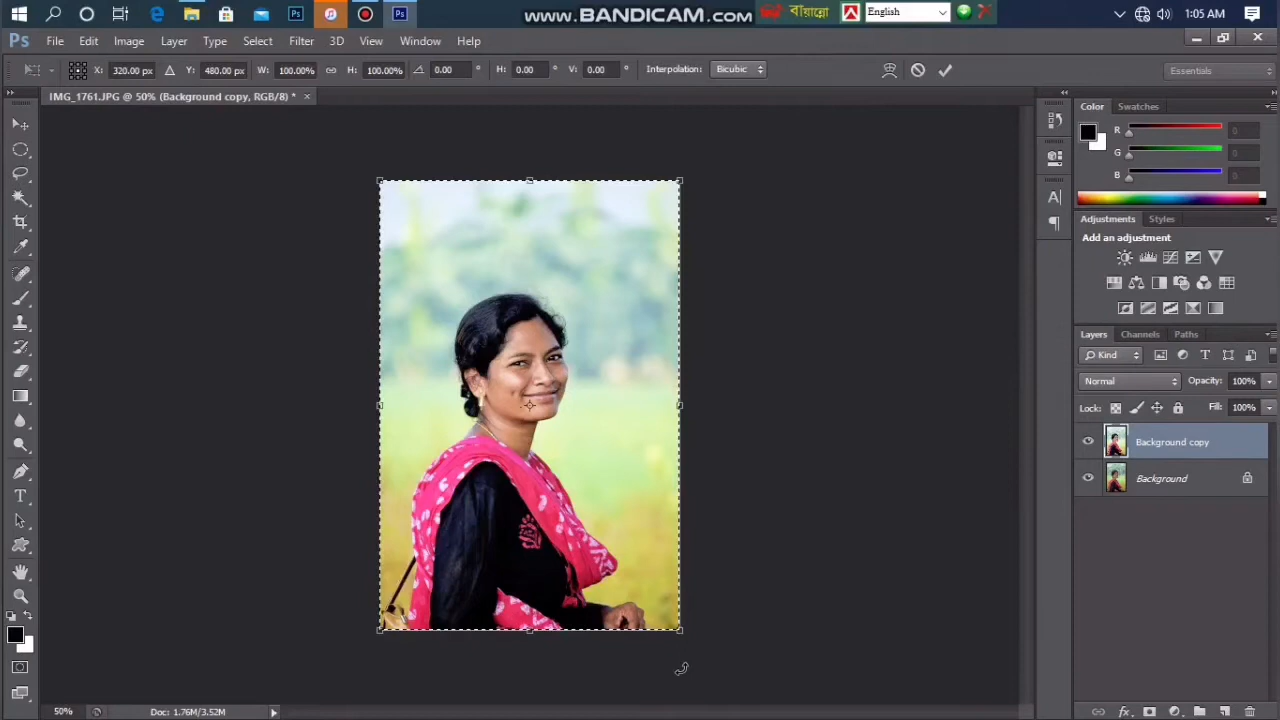 www.BANDICAM.com
বাংলা
English
1:05 AM
Ps
File Edit Image Layer Type Select Filter 3D View Window Help
X: 320.00 px Y: 480.00 px W: 100.00% H: 100.00% 0.00 ° H: 0.00 ° V: 0.00 ° Interpolation: Bicubic Essentials
IMG_1761.JPG @ 50% (Background copy, RGB/8) * ×
Color Swatches
R 0
G 0
B 0
Adjustments Styles
Add an adjustment
Layers Channels Paths
Kind
Normal Opacity: 100%
Lock: Fill: 100%
Background copy
Background
50% Doc: 1.76M/3.52M